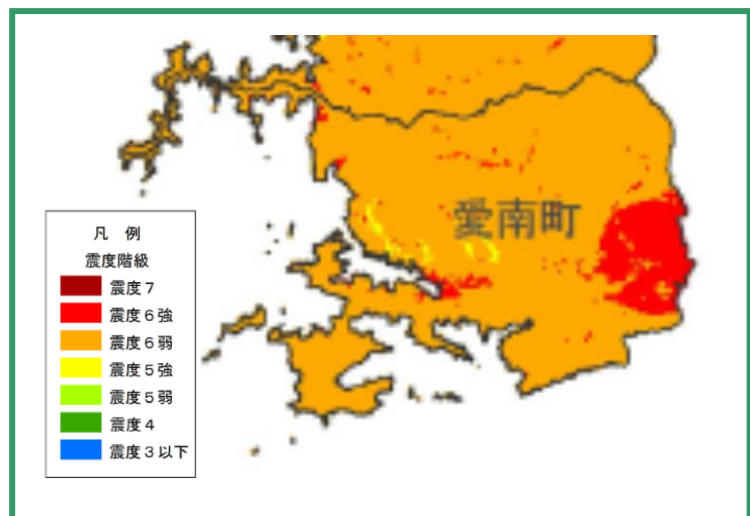 愛南町
凡 例
震度階級
震度７
震度６強
震度６弱
震度５強
震度５弱
震度４
震度３以下